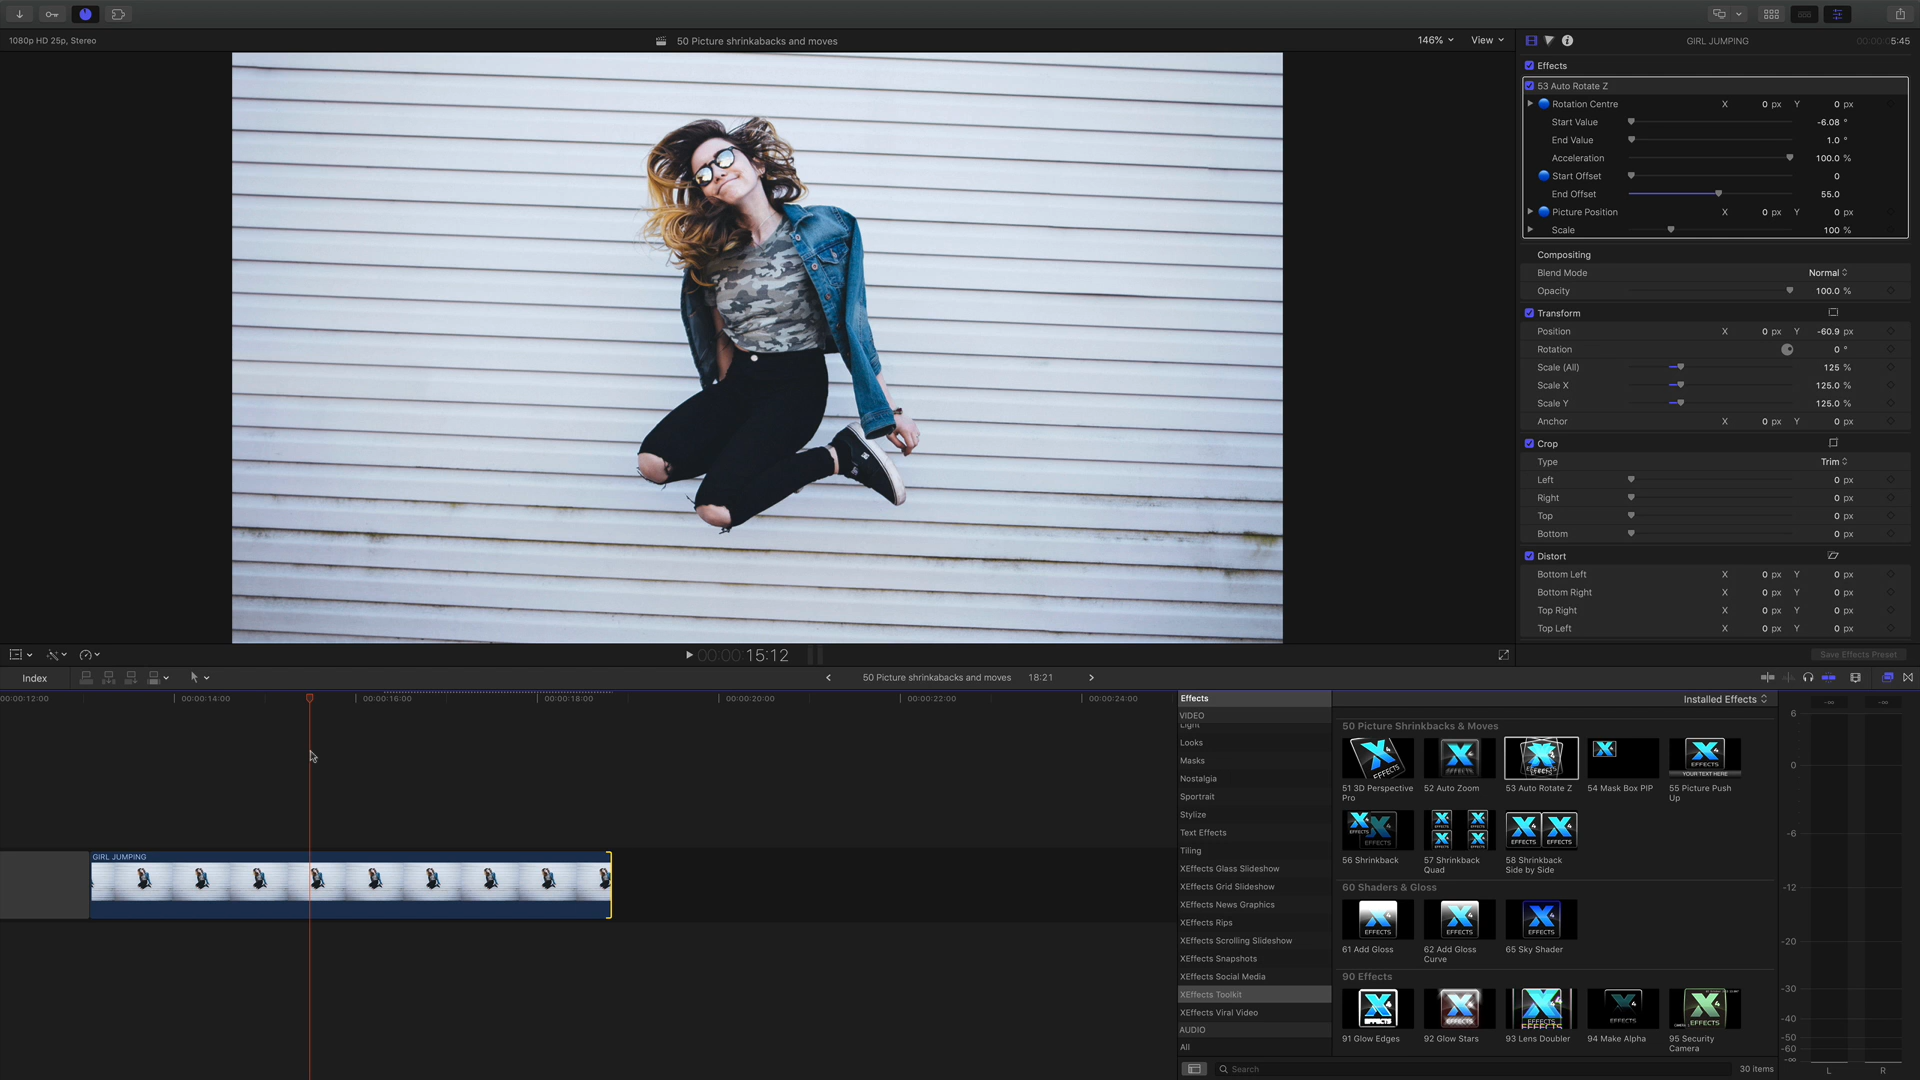 1080p HD 25p, Stereo
50 Picture shrinkabacks and moves
146%
View
GIRL JUMPING
00:00:05:45
Effects
53 Auto Rotate Z
Rotation Centre X 0 px Y 0 px
Start Value -6.08 °
End Value 1.0 °
Acceleration 100.0 %
Start Offset 0
End Offset 55.0
Picture Position X 0 px Y 0 px
Scale 100 %
Compositing
Blend Mode Normal
Opacity 100.0 %
Transform
Position X 0 px Y -60.9 px
Rotation 0 °
Scale (All) 125 %
Scale X 125.0 %
Scale Y 125.0 %
Anchor X 0 px Y 0 px
Crop
Type Trim
Left 0 px
Right 0 px
Top 0 px
Bottom 0 px
Distort
Bottom Left X 0 px Y 0 px
Bottom Right X 0 px Y 0 px
Top Right X 0 px Y 0 px
Top Left X 0 px Y 0 px
Save Effects Preset
00:00:15:12
Index
50 Picture shrinkabacks and moves 18:21
00:00:12:00
00:00:14:00
00:00:16:00
00:00:18:00
00:00:20:00
00:00:22:00
00:00:24:00
GIRL JUMPING
Effects
VIDEO
Light
Looks
Masks
Nostalgia
Sportrait
Stylize
Text Effects
Tiling
XEffects Glass Slideshow
XEffects Grid Slideshow
XEffects News Graphics
XEffects Rips
XEffects Scrolling Slideshow
XEffects Snapshots
XEffects Social Media
XEffects Toolkit
XEffects Viral Video
AUDIO
All
Installed Effects
50 Picture Shrinkbacks & Moves
YOUR TEXT HERE
51 3D Perspective Pro
52 Auto Zoom
53 Auto Rotate Z
54 Mask Box PIP
55 Picture Push Up
56 Shrinkback
57 Shrinkback Quad
58 Shrinkback Side by Side
60 Shaders & Gloss
61 Add Gloss
62 Add Gloss Curve
65 Sky Shader
90 Effects
91 Glow Edges
92 Glow Stars
93 Lens Doubler
94 Make Alpha
95 Security Camera
Search
30 items
6
0
-6
-12
-20
-30
-40
-50
-60
-∞
L
R